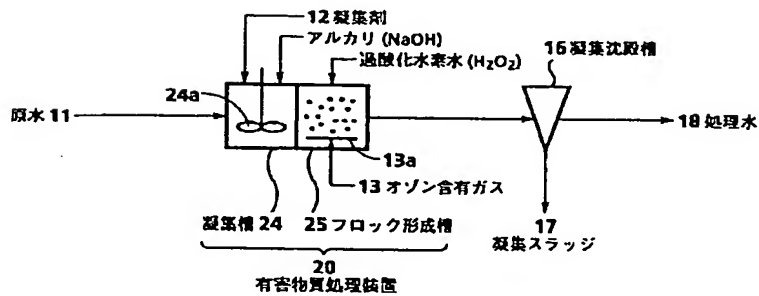 12 凝集剤
アルカリ (NaOH)
過酸化水素水 (H₂O₂)
16 凝集沈殿槽
24a
原水 11
18 処理水
13a
13 オゾン含有ガス
凝集槽 24
25 フロック形成槽
17
凝集スラッジ
20
有害物質処理装置